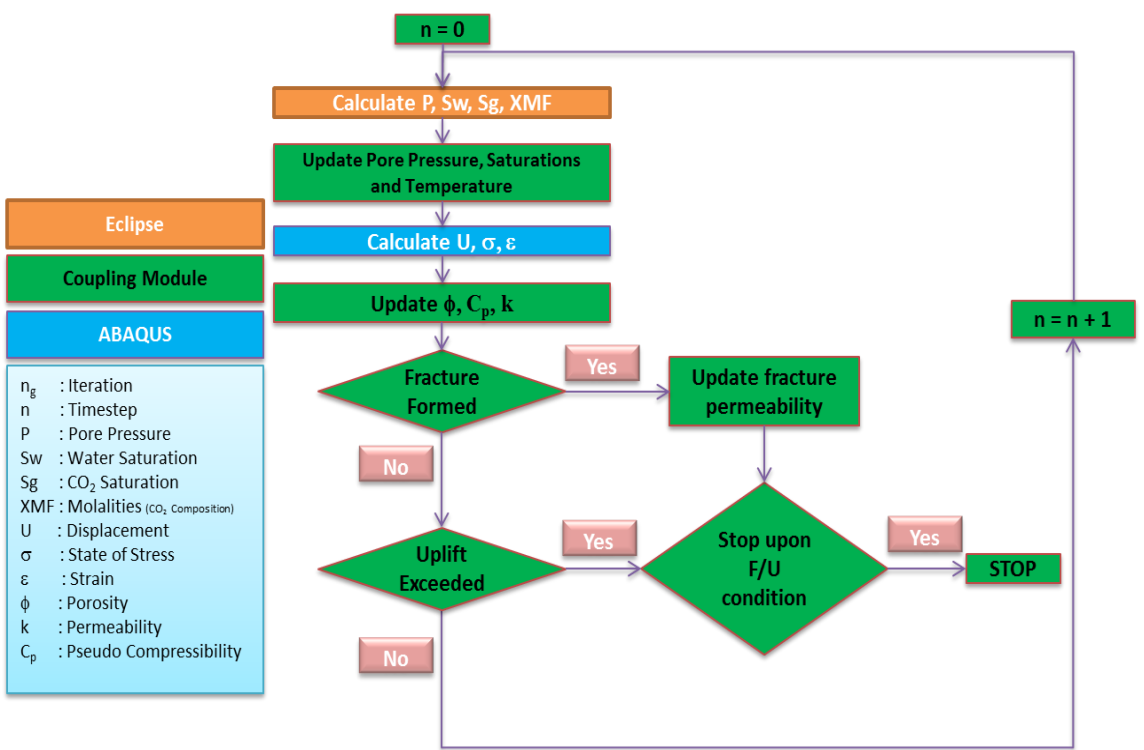 n = 0
Calculate P, Sw, Sg, XMF
Update Pore Pressure, Saturations
and Temperature
Calculate U, σ, ε
Update ϕ, Cp, k
Fracture
Formed
Yes
Update fracture
permeability
No
Uplift
Exceeded
Yes
Stop upon
F/U
condition
Yes
STOP
No
n = n + 1
Eclipse
Coupling Module
ABAQUS
ng : Iteration
n : Timestep
P : Pore Pressure
Sw : Water Saturation
Sg : CO2 Saturation
XMF : Molalities (CO2 Composition)
U : Displacement
σ : State of Stress
ε : Strain
ϕ : Porosity
k : Permeability
Cp : Pseudo Compressibility